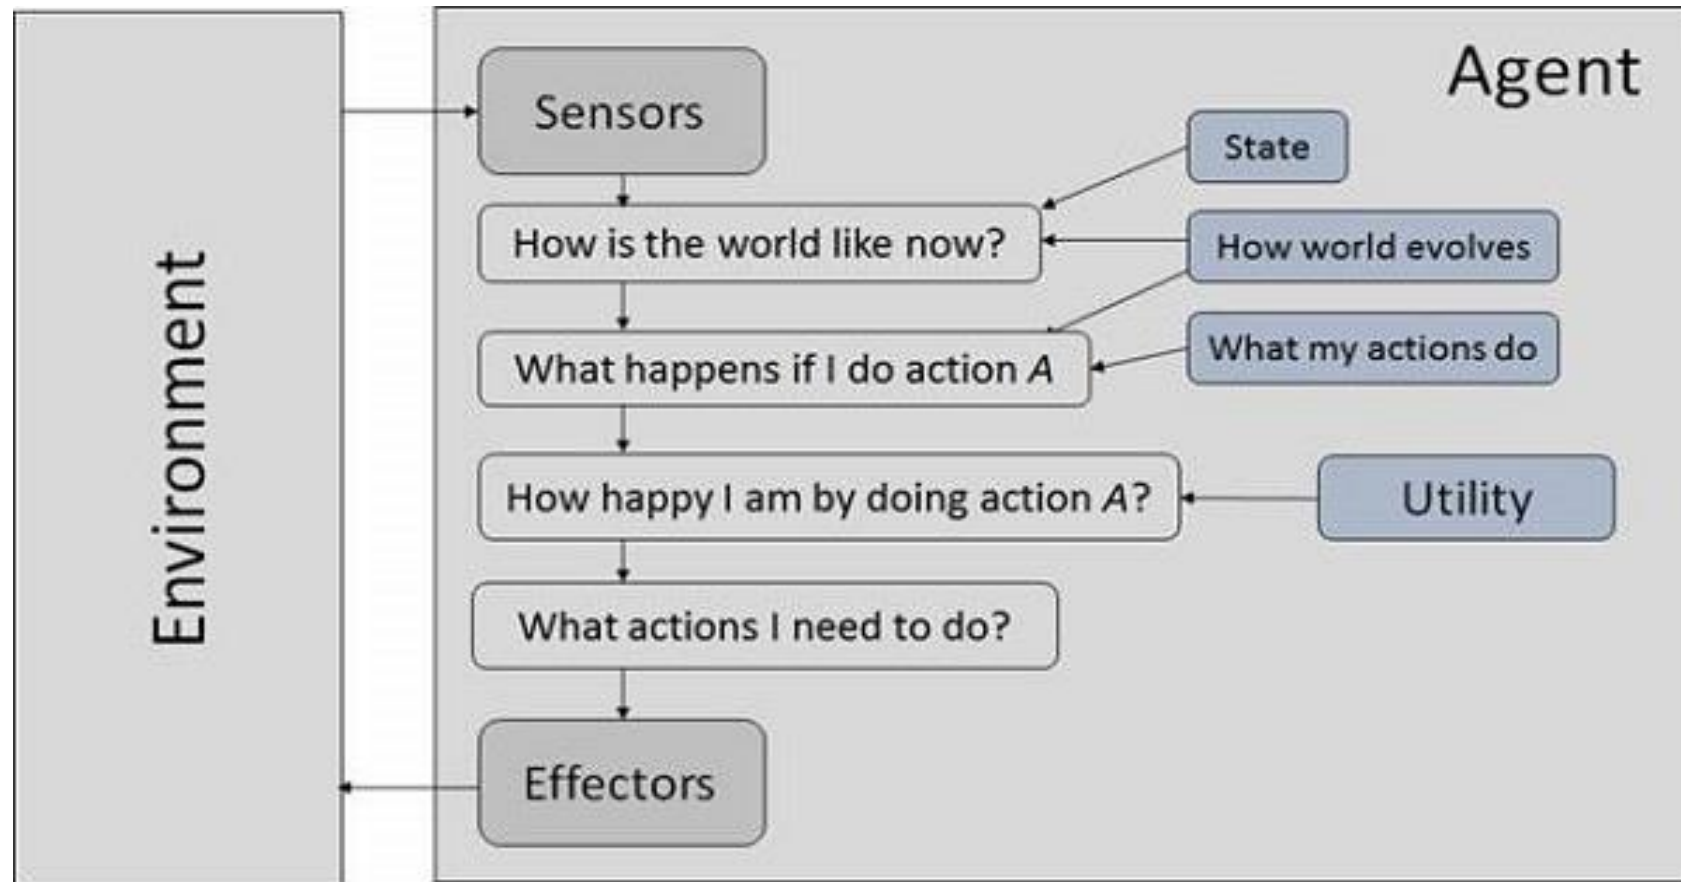 Environment
Agent
Sensors
State
How is the world like now?
How world evolves
What happens if I do action A
What my actions do
How happy I am by doing action A?
Utility
What actions I need to do?
Effectors